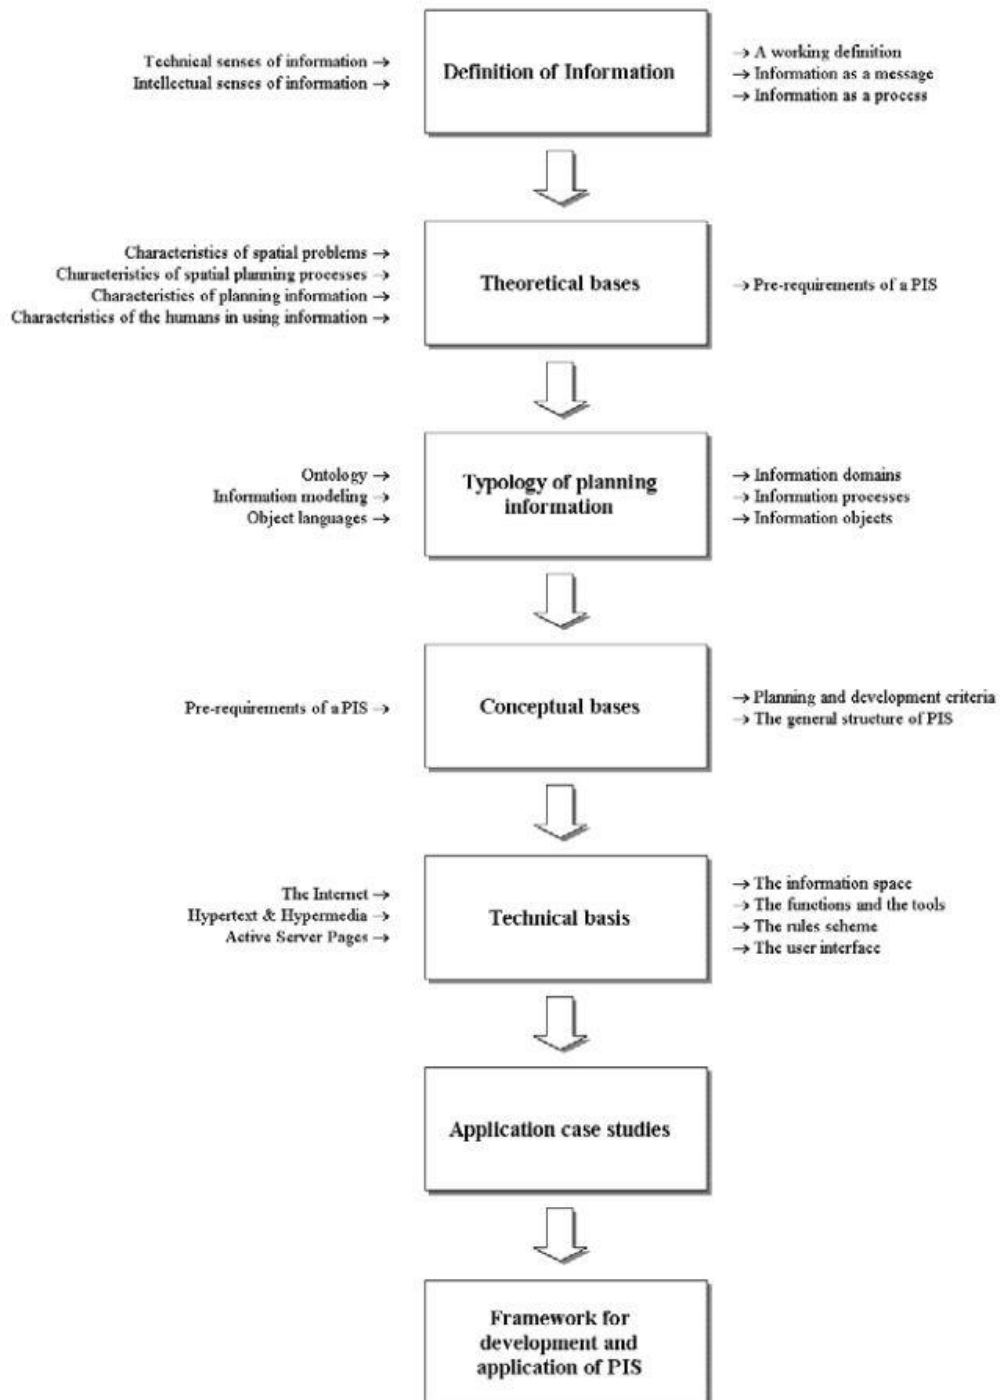 Technical senses of information →
Intellectual senses of information →
Definition of Information
→ A working definition
→ Information as a message
→ Information as a process
Characteristics of spatial problems →
Characteristics of spatial planning processes →
Characteristics of planning information →
Characteristics of the humans in using information →
Theoretical bases
→ Pre-requirements of a PIS
Ontology →
Information modeling →
Object languages →
Typology of planning
information
→ Information domains
→ Information processes
→ Information objects
Pre-requirements of a PIS →
Conceptual bases
→ Planning and development criteria
→ The general structure of PIS
The Internet →
Hypertext & Hypermedia →
Active Server Pages →
Technical basis
→ The information space
→ The functions and the tools
→ The rules scheme
→ The user interface
Application case studies
Framework for
development and
application of PIS